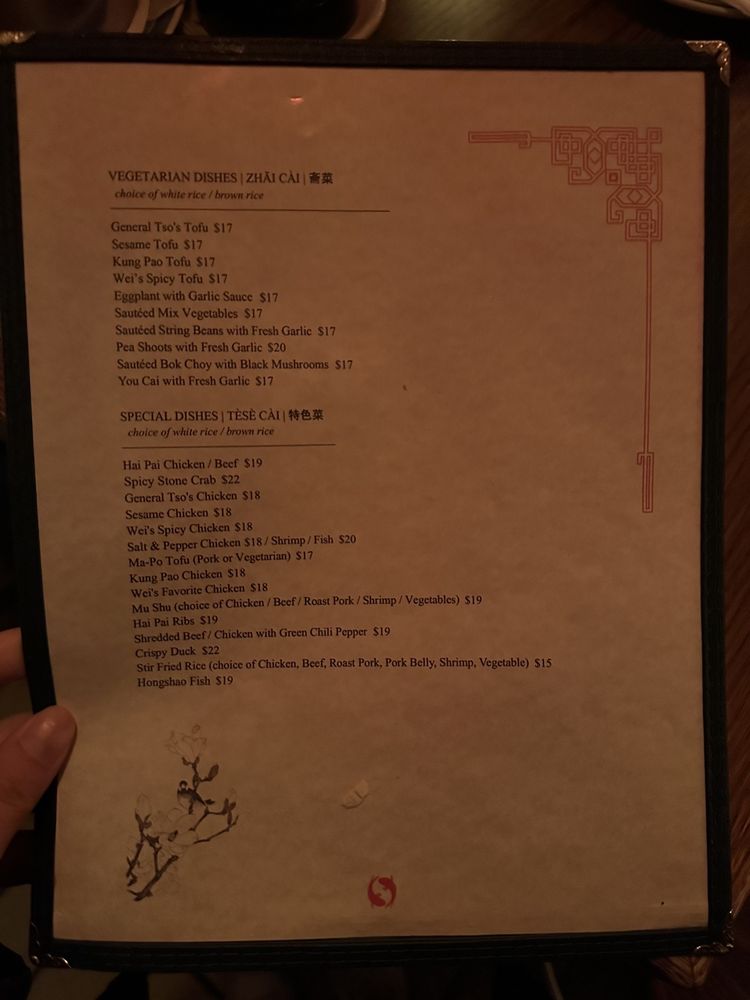 VEGETARIAN DISHES | ZHĀI CÀI | 斋菜
choice of white rice / brown rice
General Tso's Tofu $17
Sesame Tofu $17
Kung Pao Tofu $17
Wei's Spicy Tofu $17
Eggplant with Garlic Sauce $17
Sautéed Mix Vegetables $17
Sautéed String Beans with Fresh Garlic $17
Pea Shoots with Fresh Garlic $20
Sautéed Bok Choy with Black Mushrooms $17
You Cai with Fresh Garlic $17
SPECIAL DISHES | TÈSÈ CÀI | 特色菜
choice of white rice / brown rice
Hai Pai Chicken / Beef $19
Spicy Stone Crab $22
General Tso's Chicken $18
Sesame Chicken $18
Wei's Spicy Chicken $18
Salt & Pepper Chicken $18 / Shrimp / Fish $20
Ma-Po Tofu (Pork or Vegetarian) $17
Kung Pao Chicken $18
Wei's Favorite Chicken $18
Mu Shu (choice of Chicken / Beef / Roast Pork / Shrimp / Vegetables) $19
Hai Pai Ribs $19
Shredded Beef / Chicken with Green Chili Pepper $19
Crispy Duck $22
Stir Fried Rice (choice of Chicken, Beef, Roast Pork, Pork Belly, Shrimp, Vegetable) $15
Hongshao Fish $19